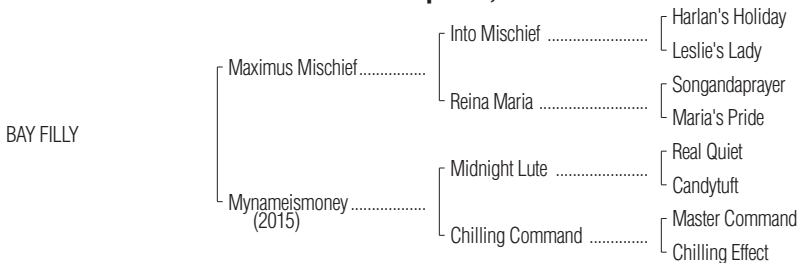 Harlan's Holiday
Into Mischief ........................
Leslie's Lady
Maximus Mischief................
Songandaprayer
Reina Maria ..........................
Maria's Pride
BAY FILLY
Real Quiet
Midnight Lute ......................
Candytuft
Mynameismoney ..................
(2015)
Master Command
Chilling Command ..............
Chilling Effect